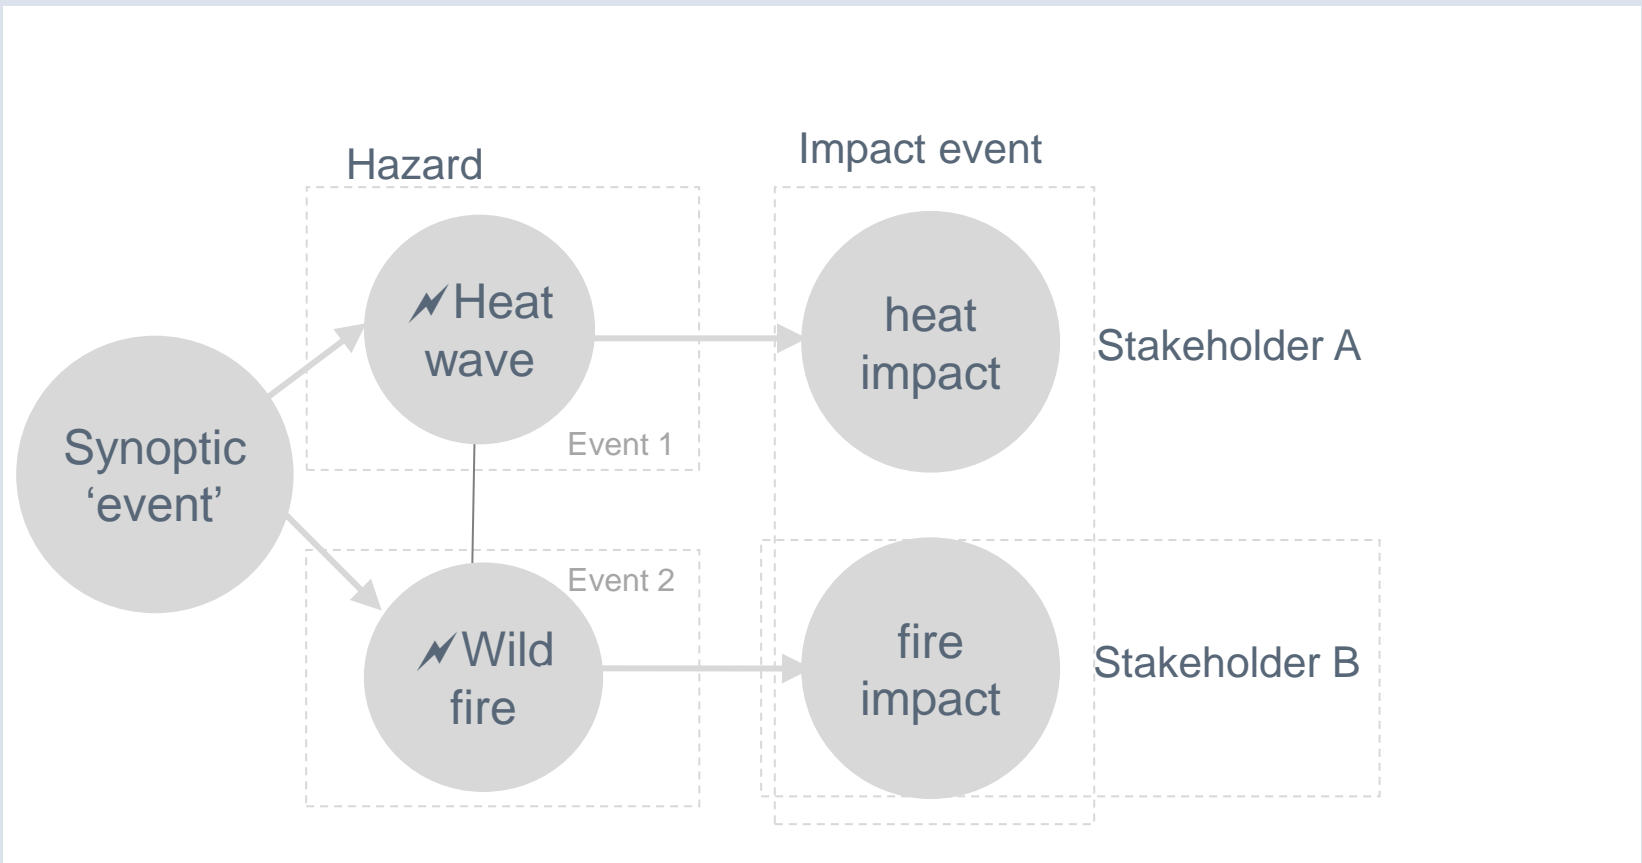 Hazard
Impact event
Heat
wave
Event 1
heat
impact
Stakeholder A
Synoptic
‘event’
Event 2
Wild
fire
fire
impact
Stakeholder B